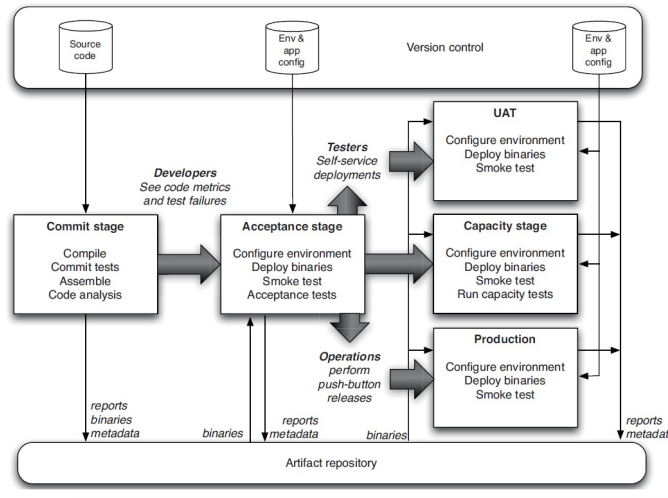 Source
code
Env &
app
config
Version control
Env &
app
config
Developers
See code metrics
and test failures
Testers
Self-service
deployments
UAT
Configure environment
Deploy binaries
Smoke test
Commit stage
Compile
Commit tests
Assemble
Code analysis
Acceptance stage
Configure environment
Deploy binaries
Smoke test
Acceptance tests
Capacity stage
Configure environment
Deploy binaries
Smoke test
Run capacity tests
Operations
perform
push-button
releases
Production
Configure environment
Deploy binaries
Smoke test
reports
binaries
metadata
binaries
reports
metadata
binaries
reports
metadat
Artifact repository